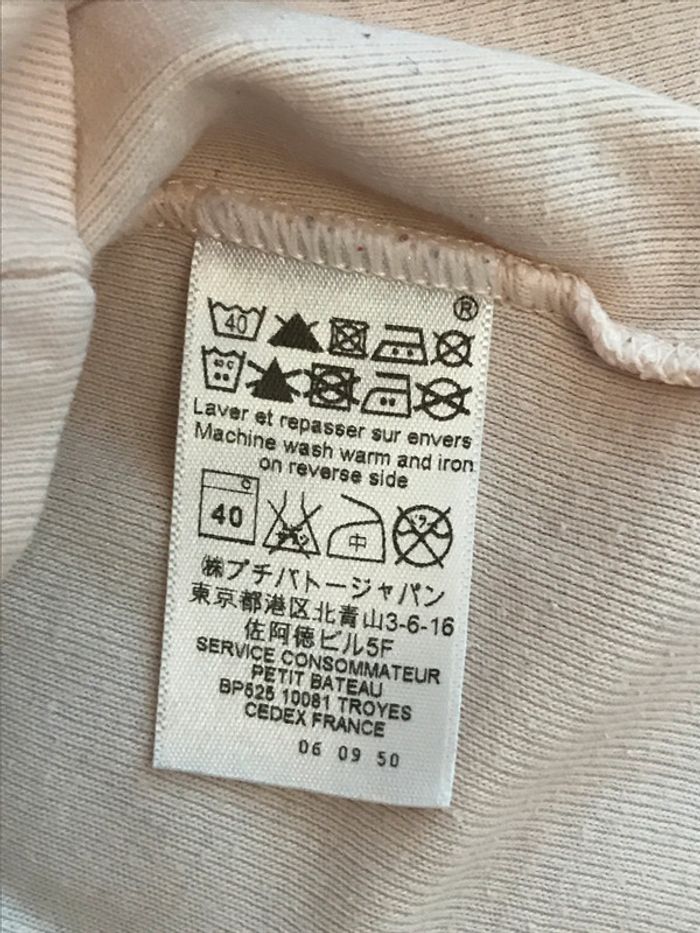 ®
40
40 C
Laver et repasser sur envers
Machine wash warm and iron
on reverse side
C
40
中
㈱プチバトージャパン
東京都港区北青山3-6-16
佐阿徳ビル5F
SERVICE CONSOMMATEUR
PETIT BATEAU
BP525 10081 TROYES
CEDEX FRANCE
06 09 50